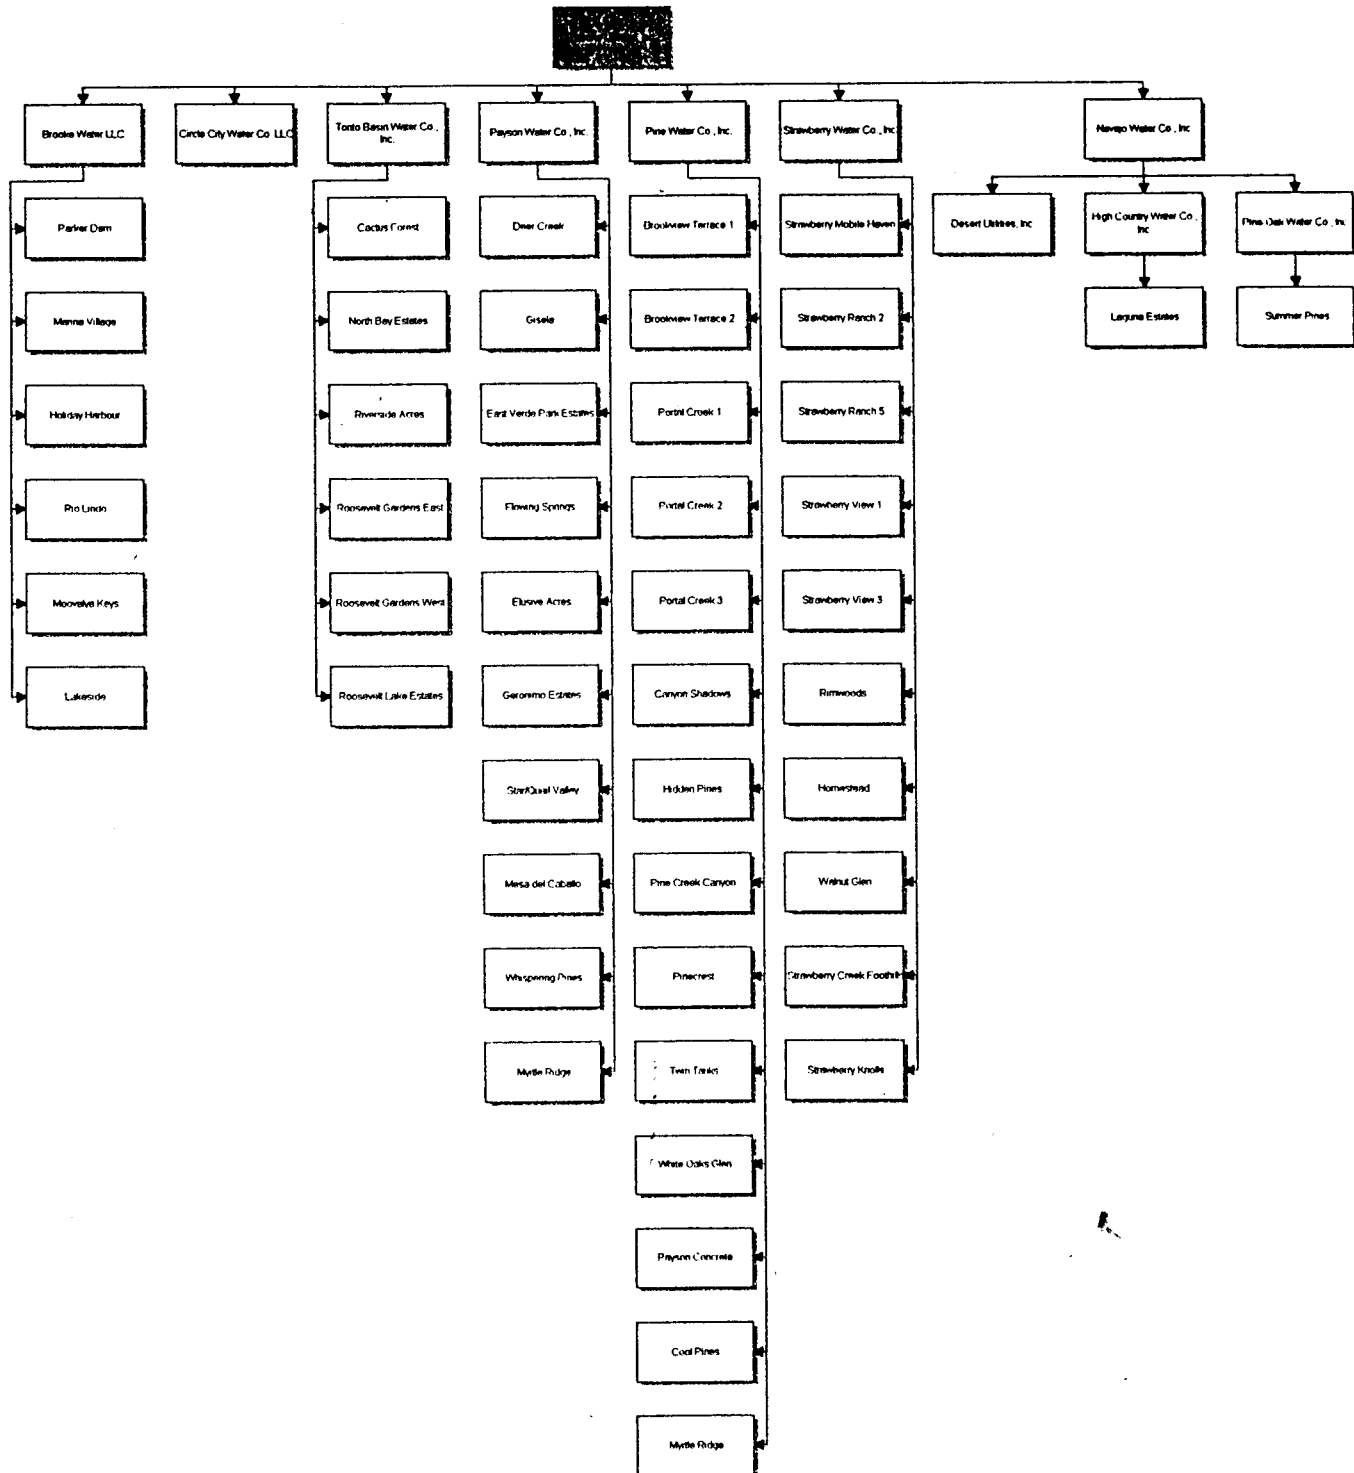 Brooke Water LLC
Circle City Water Co. LLC
Tonto Basin Water Co.,
Inc.
Payson Water Co., Inc.
Pine Water Co., Inc.
Strawberry Water Co., Inc.
Navajo Water Co., Inc
Parker Dam
Marina Village
Holiday Harbour
Rio Lindo
Moovalya Keys
Lakeside
Cactus Forest
North Bay Estates
Riverside Acres
Roosevelt Gardens East
Roosevelt Gardens West
Roosevelt Lake Estates
Deer Creek
Gisela
East Verde Park Estates
Flowing Springs
Elusive Acres
Geronimo Estates
Star/Quail Valley
Mesa del Caballo
Whispering Pines
Myrtle Ridge
Brookview Terrace 1
Brookview Terrace 2
Portal Creek 1
Portal Creek 2
Portal Creek 3
Canyon Shadows
Hidden Pines
Pine Creek Canyon
Pinecrest
Twin Tanks
White Oaks Glen
Payson Concrete
Cool Pines
Myrtle Ridge
Strawberry Mobile Haven
Strawberry Ranch 2
Strawberry Ranch 5
Strawberry View 1
Strawberry View 3
Rimwoods
Homestead
Walnut Glen
Strawberry Creek Foothill
Strawberry Knolls
Desert Utilities, Inc
High Country Water Co.,
Inc
Laguna Estates
Pine Oak Water Co., Inc
Summer Pines